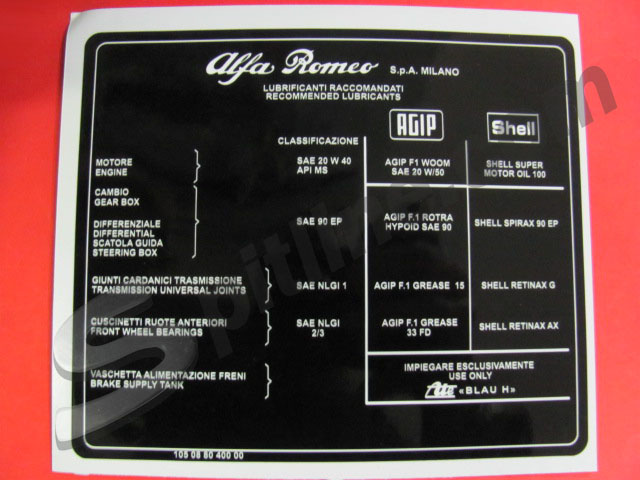 Alfa Romeo S.p.A. MILANO
LUBRIFICANTI RACCOMANDATI
RECOMMENDED LUBRICANTS
CLASSIFICAZIONE
AGIP
Shell
MOTORE
ENGINE
SAE 20 W 40
API MS
AGIP F1 WOOM
SAE 20 W/50
SHELL SUPER
MOTOR OIL 100
CAMBIO
GEAR BOX
DIFFERENZIALE
DIFFERENTIAL
SCATOLA GUIDA
STEERING BOX
SAE 90 EP
AGIP F.1 ROTRA
HYPOID SAE 90
SHELL SPIRAX 90 EP
GIUNTI CARDANICI TRASMISSIONE
TRANSMISSION UNIVERSAL JOINTS
SAE NLGI 1
AGIP F.1 GREASE 15
SHELL RETINAX G
CUSCINETTI RUOTE ANTERIORI
FRONT WHEEL BEARINGS
SAE NLGI
2/3
AGIP F.1 GREASE
33 FD
SHELL RETINAX AX
VASCHETTA ALIMENTAZIONE FRENI
BRAKE SUPPLY TANK
IMPIEGARE ESCLUSIVAMENTE
USE ONLY
Ate «BLAU H»
105 08 80 400 00